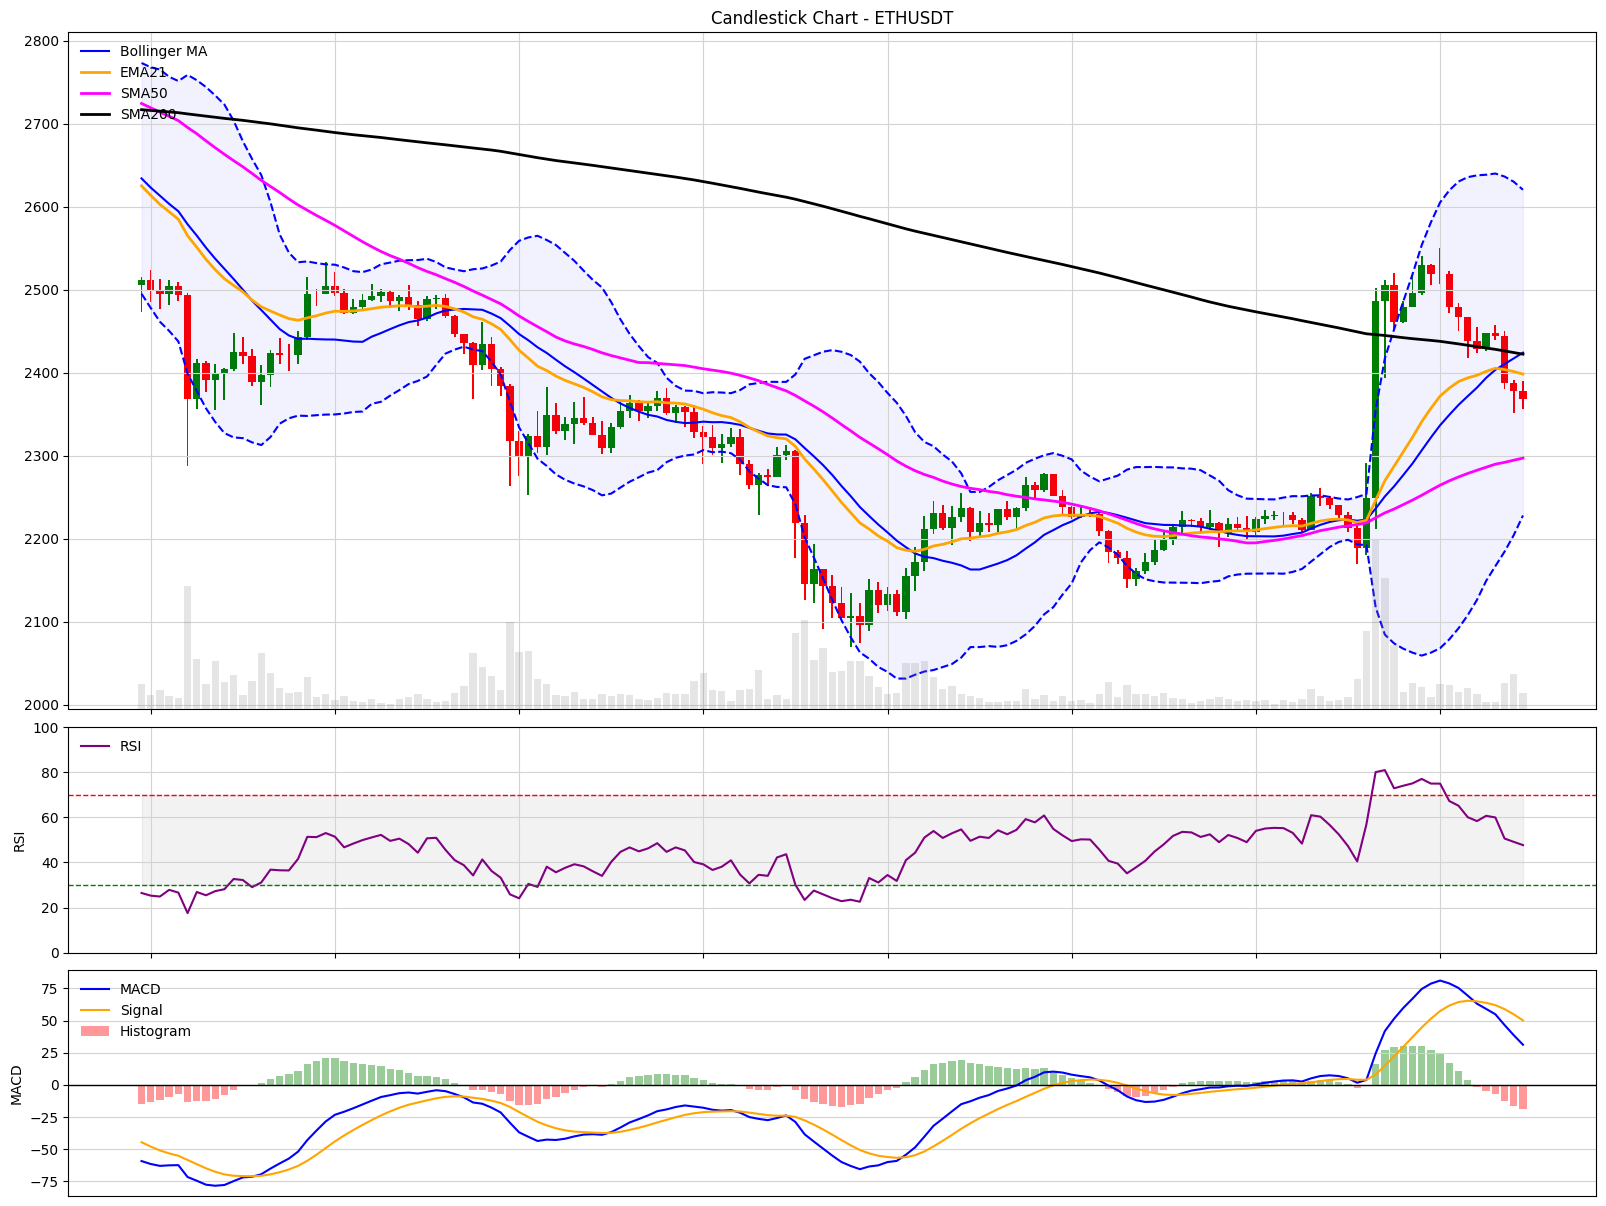 Candlestick Chart - ETHUSDT
2800
2700
2600
2500
2400
2300
2200
2100
2000
Bollinger MA
EMA21
SMA50
SMA200
100
80
60
40
20
0
RSI
RSI
75
50
25
0
−25
−50
−75
MACD
MACD
Signal
Histogram